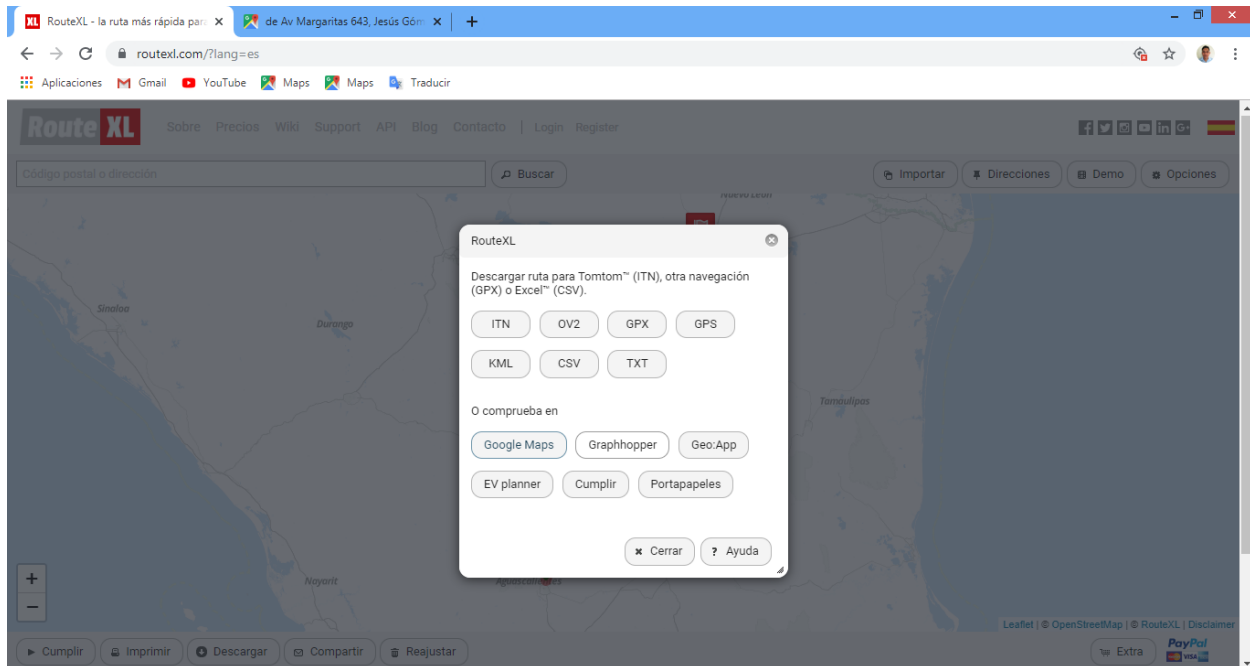 XL RouteXL - la ruta más rápida par
de Av Margaritas 643, Jesús Góm
routexl.com/?lang=es
Aplicaciones Gmail YouTube Maps Maps Traducir
Route XL Sobre Precios Wiki Support API Blog Contacto | Login Register
Código postal o dirección Buscar Importar Direcciones Demo Opciones
Nuevo León
RouteXL
Descargar ruta para Tomtom™ (ITN), otra navegación
(GPX) o Excel™ (CSV).
ITN OV2 GPX GPS
KML CSV TXT
O comprueba en
Google Maps Graphhopper Geo:App
EV planner Cumplir Portapapeles
Cerrar ? Ayuda
Sinaloa
Durango
Tamaulipas
Nayarit
Aguascalientes
+
−
Leaflet | © OpenStreetMap | © RouteXL | Disclaimer
Cumplir Imprimir Descargar Compartir Reajustar Extra PayPal
VISA